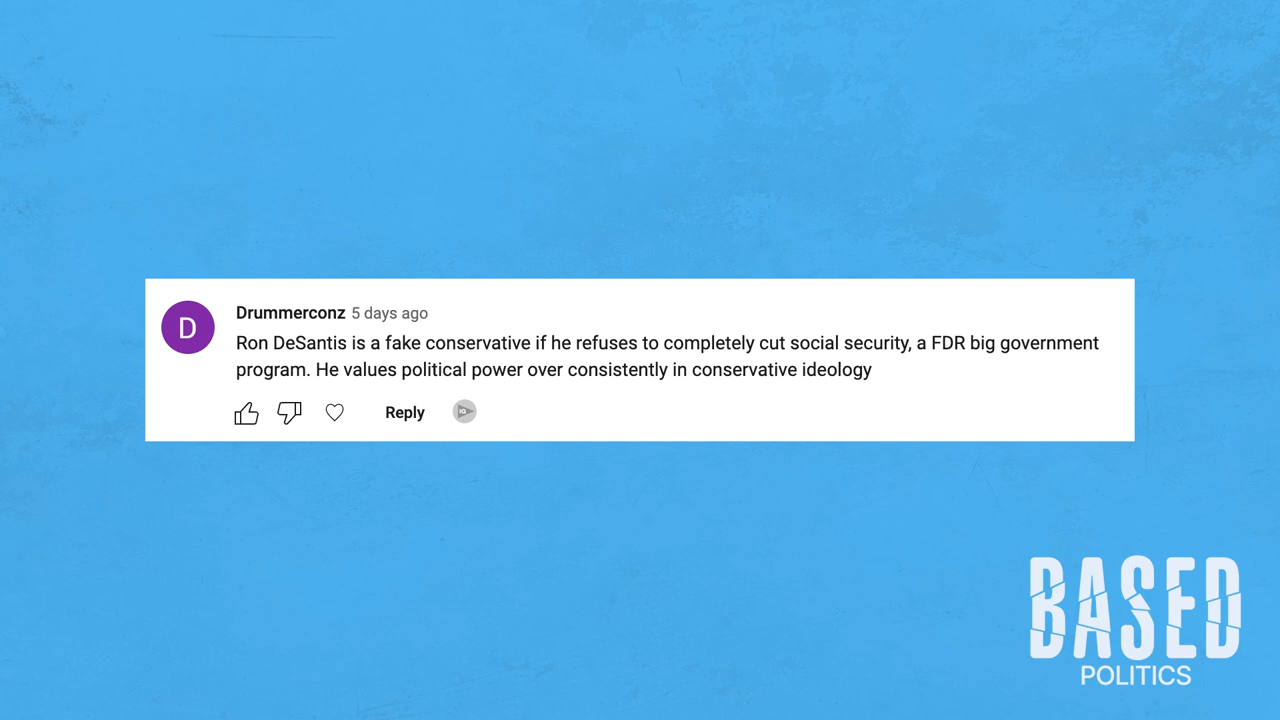 D
Drummerconz 5 days ago
Ron DeSantis is a fake conservative if he refuses to completely cut social security, a FDR big government
program. He values political power over consistently in conservative ideology
Reply
IQ
BASED
POLITICS